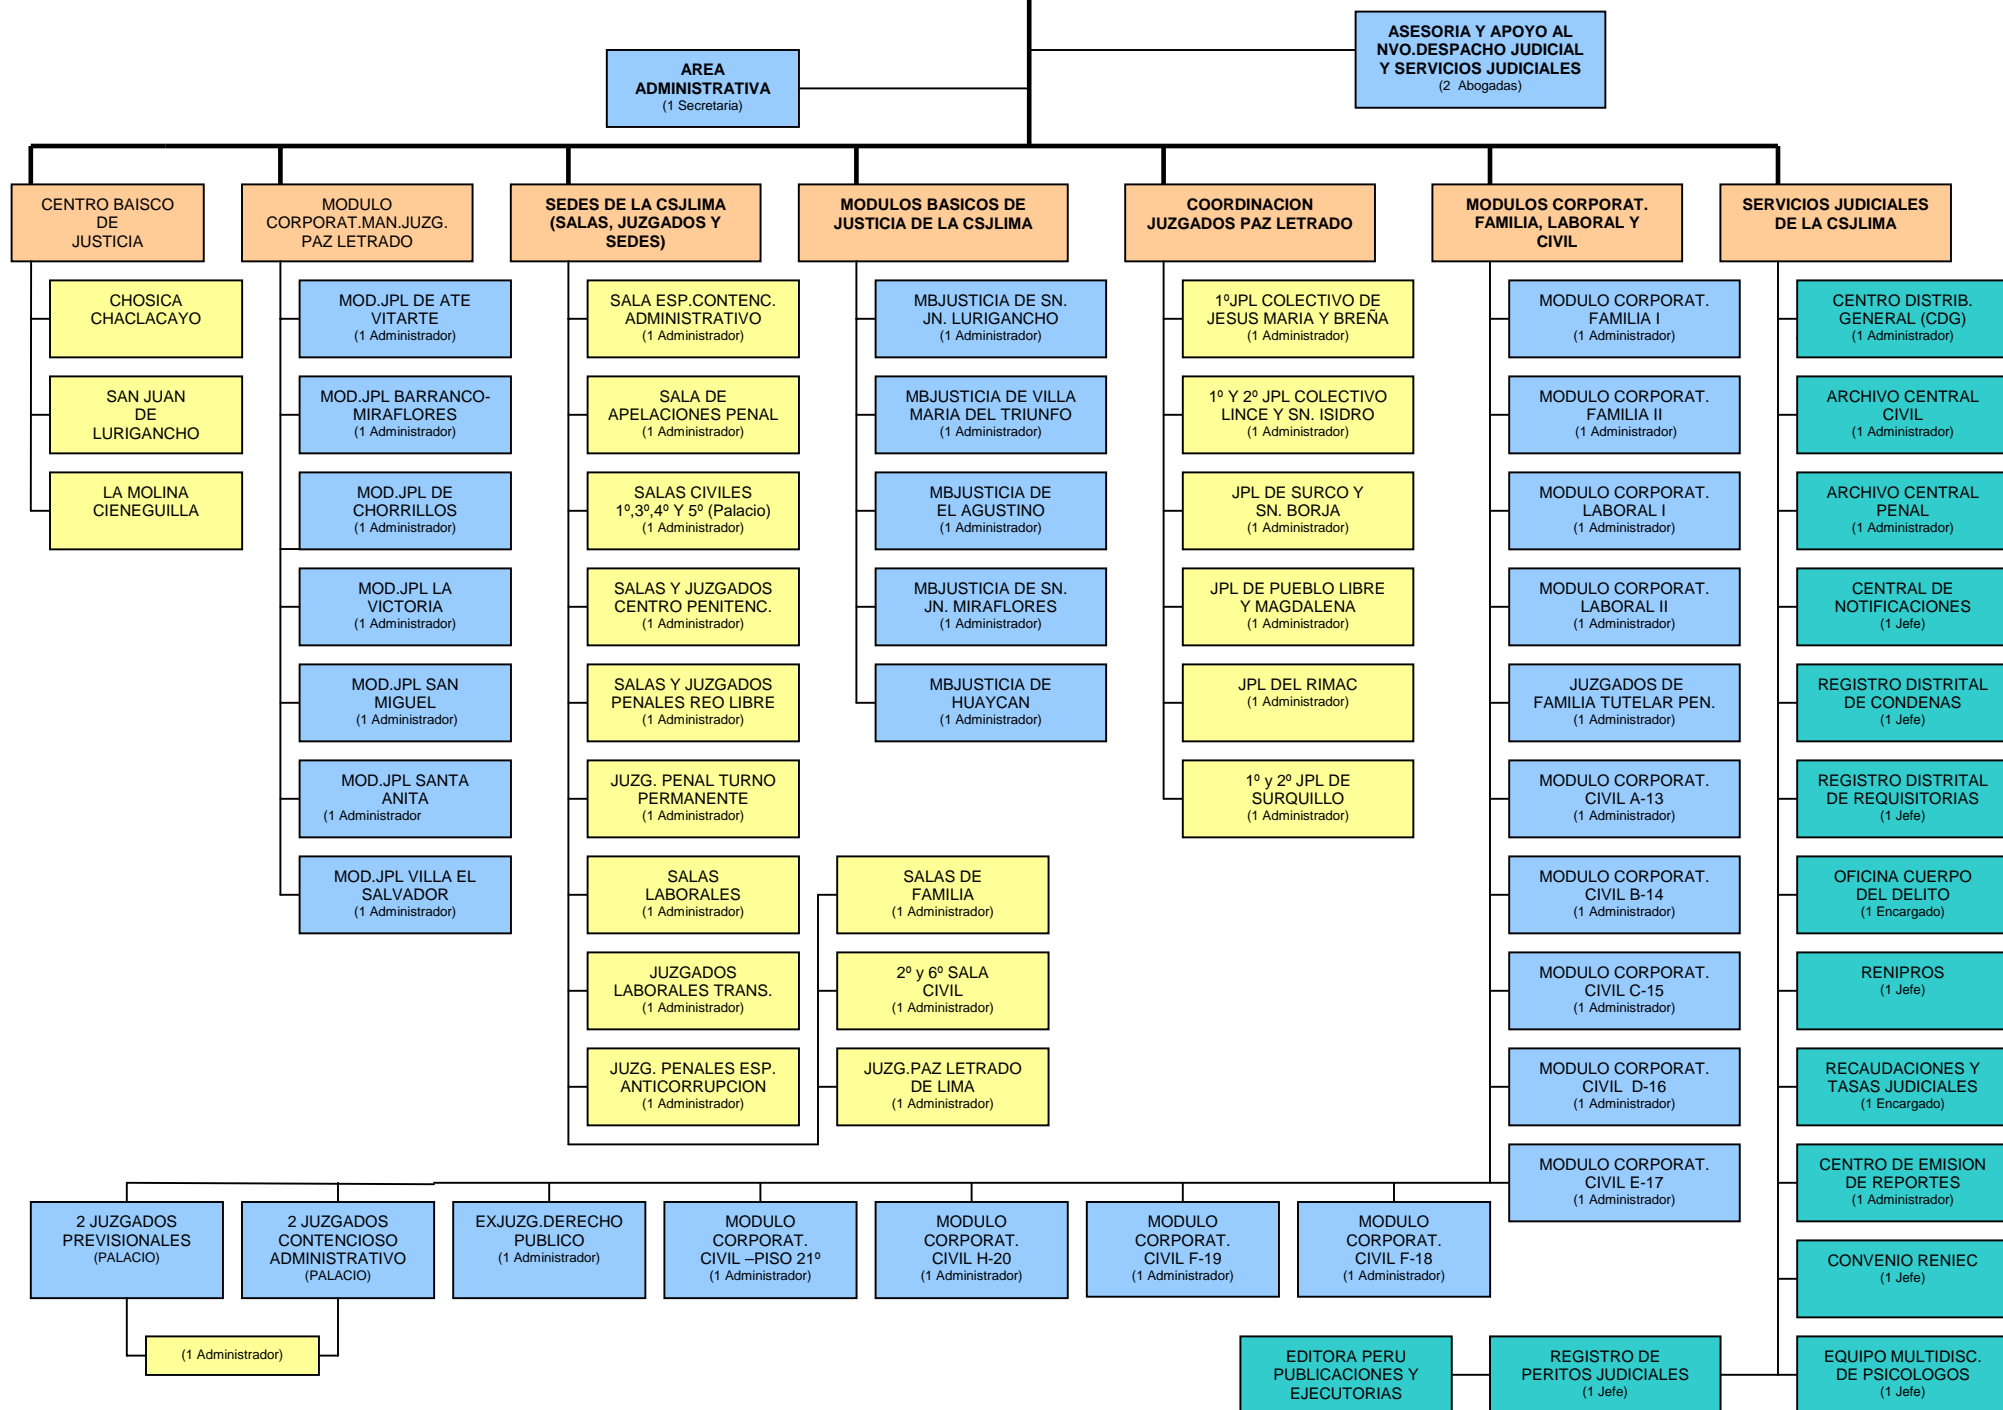 ASESORIA Y APOYO AL
NVO.DESPACHO JUDICIAL
Y SERVICIOS JUDICIALES
(2 Abogadas)
AREA
ADMINISTRATIVA
(1 Secretaria)
CENTRO BAISCO
DE
JUSTICIA
CHOSICA
CHACLACAYO
SAN JUAN
DE
LURIGANCHO
LA MOLINA
CIENEGUILLA
MODULO
CORPORAT.MAN.JUZG.
PAZ LETRADO
MOD.JPL DE ATE
VITARTE
(1 Administrador)
MOD.JPL BARRANCO-
MIRAFLORES
(1 Administrador)
MOD.JPL DE
CHORRILLOS
(1 Administrador)
MOD.JPL LA
VICTORIA
(1 Administrador)
MOD.JPL SAN
MIGUEL
(1 Administrador)
MOD.JPL SANTA
ANITA
(1 Administrador
MOD.JPL VILLA EL
SALVADOR
(1 Administrador)
SEDES DE LA CSJLIMA
(SALAS, JUZGADOS Y
SEDES)
SALA ESP.CONTENC.
ADMINISTRATIVO
(1 Administrador)
SALA DE
APELACIONES PENAL
(1 Administrador)
SALAS CIVILES
1º,3º,4º Y 5º (Palacio)
(1 Administrador)
SALAS Y JUZGADOS
CENTRO PENITENC.
(1 Administrador)
SALAS Y JUZGADOS
PENALES REO LIBRE
(1 Administrador)
JUZG. PENAL TURNO
PERMANENTE
(1 Administrador)
SALAS
LABORALES
(1 Administrador)
JUZGADOS
LABORALES TRANS.
(1 Administrador)
JUZG. PENALES ESP.
ANTICORRUPCION
(1 Administrador)
SALAS DE
FAMILIA
(1 Administrador)
2º y 6º SALA
CIVIL
(1 Administrador)
JUZG.PAZ LETRADO
DE LIMA
(1 Administrador)
MODULOS BASICOS DE
JUSTICIA DE LA CSJLIMA
MBJUSTICIA DE SN.
JN. LURIGANCHO
(1 Administrador)
MBJUSTICIA DE VILLA
MARIA DEL TRIUNFO
(1 Administrador)
MBJUSTICIA DE
EL AGUSTINO
(1 Administrador)
MBJUSTICIA DE SN.
JN. MIRAFLORES
(1 Administrador)
MBJUSTICIA DE
HUAYCAN
(1 Administrador)
COORDINACION
JUZGADOS PAZ LETRADO
1ºJPL COLECTIVO DE
JESUS MARIA Y BREÑA
(1 Administrador)
1º Y 2º JPL COLECTIVO
LINCE Y SN. ISIDRO
(1 Administrador)
JPL DE SURCO Y
SN. BORJA
(1 Administrador)
JPL DE PUEBLO LIBRE
Y MAGDALENA
(1 Administrador)
JPL DEL RIMAC
(1 Administrador)
1º y 2º JPL DE
SURQUILLO
(1 Administrador)
MODULOS CORPORAT.
FAMILIA, LABORAL Y
CIVIL
MODULO CORPORAT.
FAMILIA I
(1 Administrador)
MODULO CORPORAT.
FAMILIA II
(1 Administrador)
MODULO CORPORAT.
LABORAL I
(1 Administrador)
MODULO CORPORAT.
LABORAL II
(1 Administrador)
JUZGADOS DE
FAMILIA TUTELAR PEN.
(1 Administrador)
MODULO CORPORAT.
CIVIL A-13
(1 Administrador)
MODULO CORPORAT.
CIVIL B-14
(1 Administrador)
MODULO CORPORAT.
CIVIL C-15
(1 Administrador)
MODULO CORPORAT.
CIVIL D-16
(1 Administrador)
MODULO CORPORAT.
CIVIL E-17
(1 Administrador)
2 JUZGADOS
PREVISIONALES
(PALACIO)
2 JUZGADOS
CONTENCIOSO
ADMINISTRATIVO
(PALACIO)
(1 Administrador)
EXJUZG.DERECHO
PUBLICO
(1 Administrador)
MODULO
CORPORAT.
CIVIL –PISO 21º
(1 Administrador)
MODULO
CORPORAT.
CIVIL H-20
(1 Administrador)
MODULO
CORPORAT.
CIVIL F-19
(1 Administrador)
MODULO
CORPORAT.
CIVIL F-18
(1 Administrador)
SERVICIOS JUDICIALES
DE LA CSJLIMA
CENTRO DISTRIB.
GENERAL (CDG)
(1 Administrador)
ARCHIVO CENTRAL
CIVIL
(1 Administrador)
ARCHIVO CENTRAL
PENAL
(1 Administrador)
CENTRAL DE
NOTIFICACIONES
(1 Jefe)
REGISTRO DISTRITAL
DE CONDENAS
(1 Jefe)
REGISTRO DISTRITAL
DE REQUISITORIAS
(1 Jefe)
OFICINA CUERPO
DEL DELITO
(1 Encargado)
RENIPROS
(1 Jefe)
RECAUDACIONES Y
TASAS JUDICIALES
(1 Encargado)
CENTRO DE EMISION
DE REPORTES
(1 Administrador)
CONVENIO RENIEC
(1 Jefe)
EDITORA PERU
PUBLICACIONES Y
EJECUTORIAS
REGISTRO DE
PERITOS JUDICIALES
(1 Jefe)
EQUIPO MULTIDISC.
DE PSICOLOGOS
(1 Jefe)